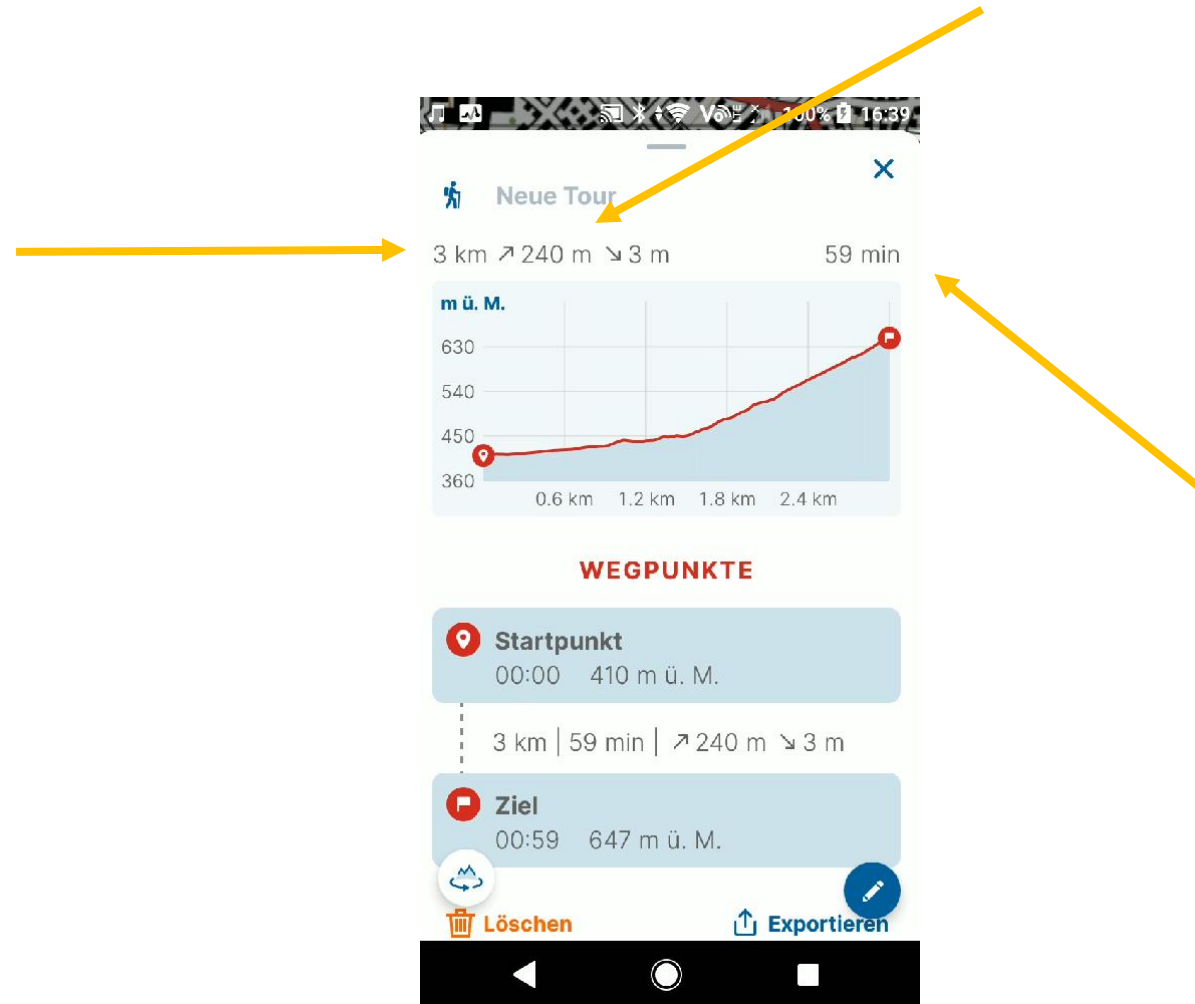 100% 16:39
Neue Tour
3 km ↗ 240 m ↘ 3 m 59 min
m ü. M.
630
540
450
360
0.6 km 1.2 km 1.8 km 2.4 km
WEGPUNKTE
Startpunkt
00:00 410 m ü. M.
3 km | 59 min | ↗ 240 m ↘ 3 m
Ziel
00:59 647 m ü. M.
Löschen Exportieren